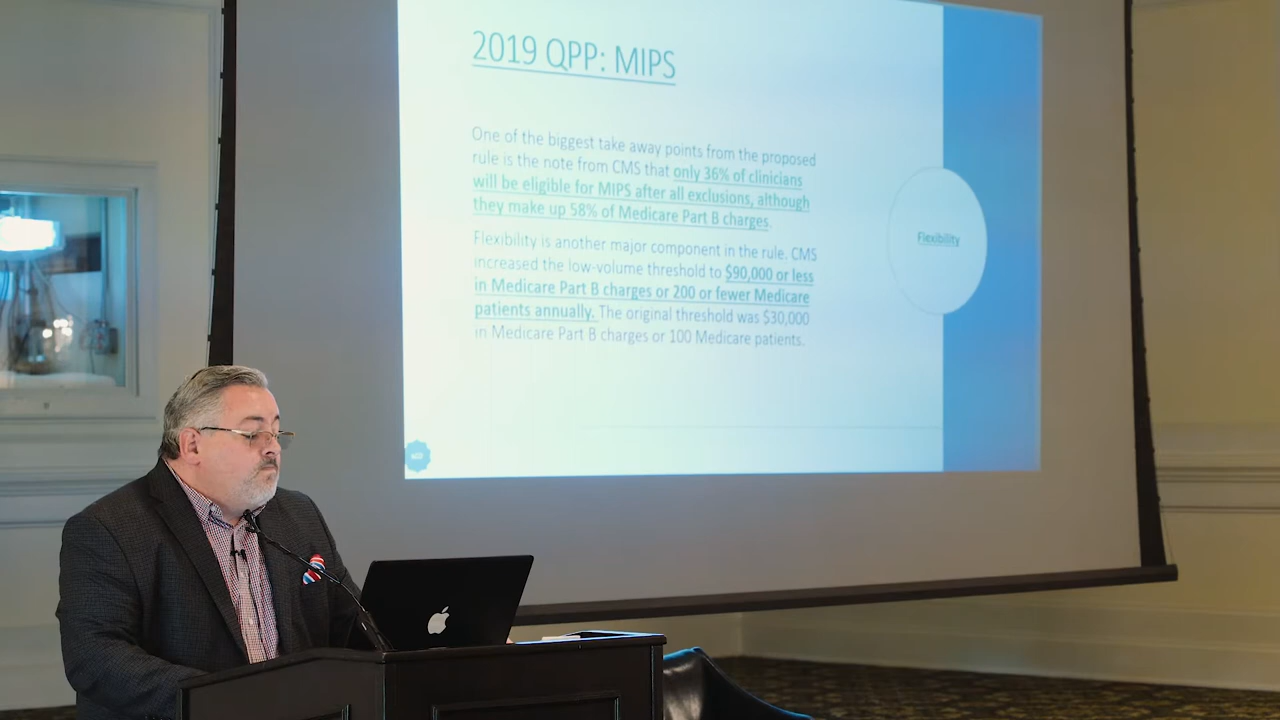 2019 QPP: MIPS
One of the biggest take away points from the proposed
rule is the note from CMS that only 36% of clinicians
will be eligible for MIPS after all exclusions, although
they make up 58% of Medicare Part B charges.
Flexibility is another major component in the rule. CMS
increased the low-volume threshold to $90,000 or less
in Medicare Part B charges or 200 or fewer Medicare
patients annually. The original threshold was $30,000
in Medicare Part B charges or 100 Medicare patients.
Flexibility